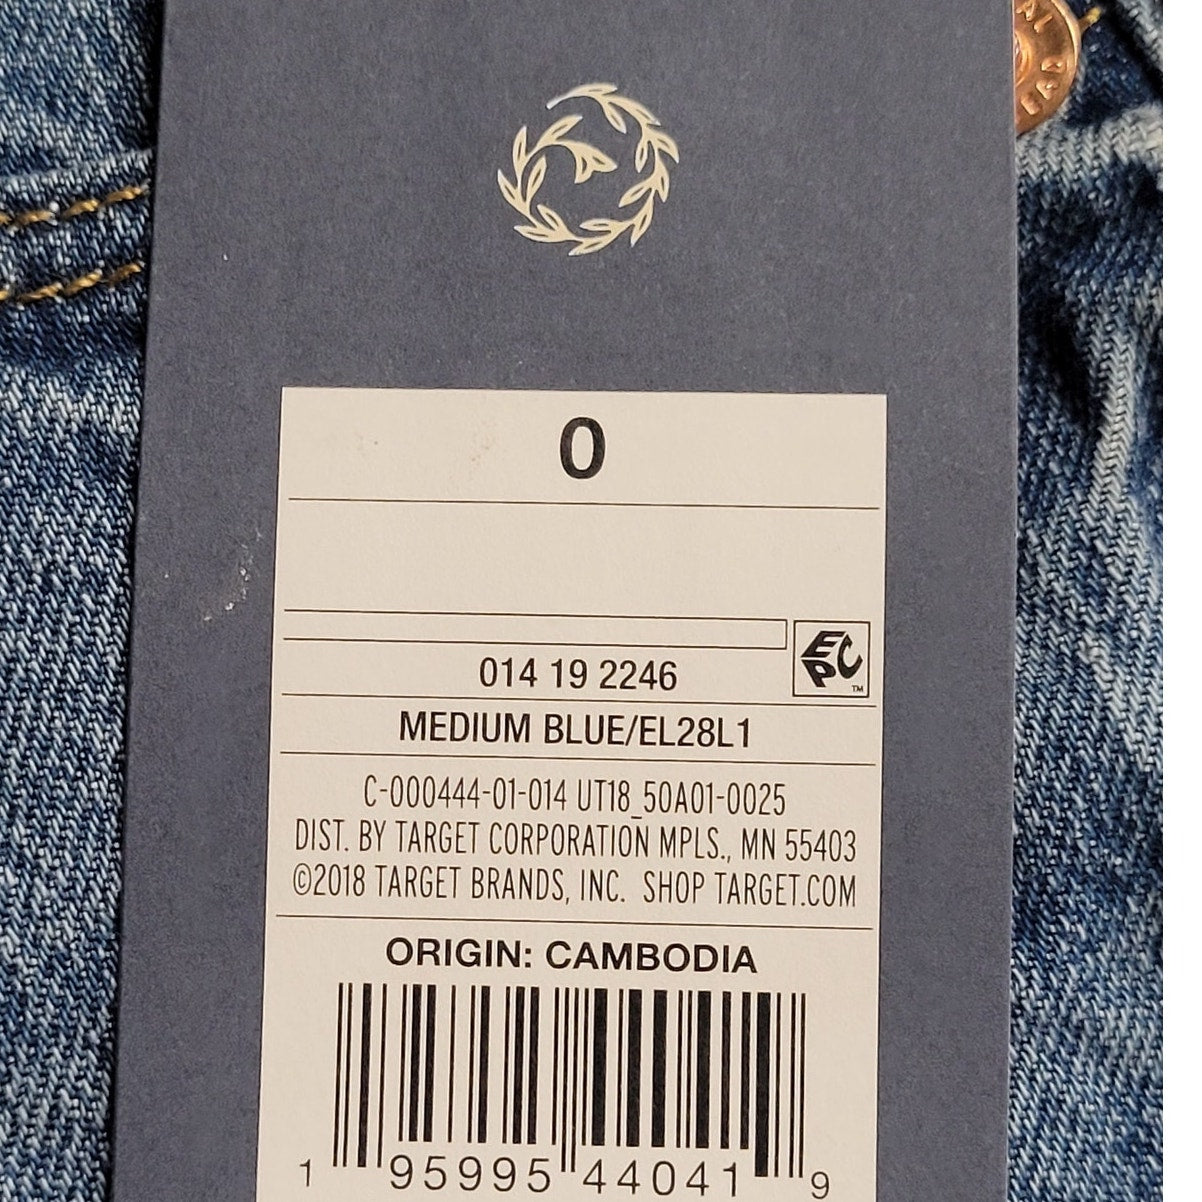 0
014 19 2246
EPC
TM
MEDIUM BLUE/EL28L1
C-000444-01-014 UT18_50A01-0025
DIST. BY TARGET CORPORATION MPLS., MN 55403
©2018 TARGET BRANDS, INC. SHOP TARGET.COM
ORIGIN: CAMBODIA
1 95995 44041 9